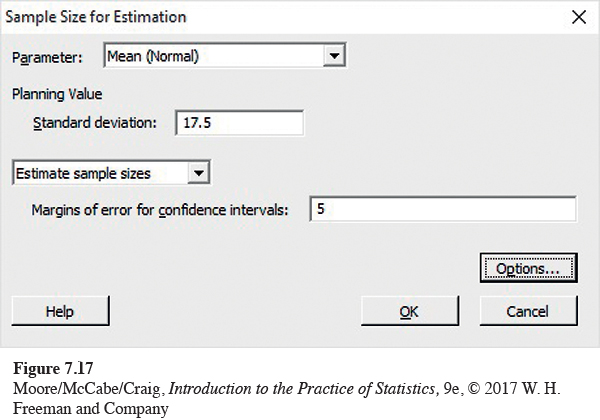 Sample Size for Estimation
Parameter: Mean (Normal)
Planning Value
Standard deviation: 17.5
Estimate sample sizes
Margins of error for confidence intervals: 5
Options...
Help OK Cancel
Figure 7.17
Moore/McCabe/Craig, Introduction to the Practice of Statistics, 9e, © 2017 W. H.
Freeman and Company